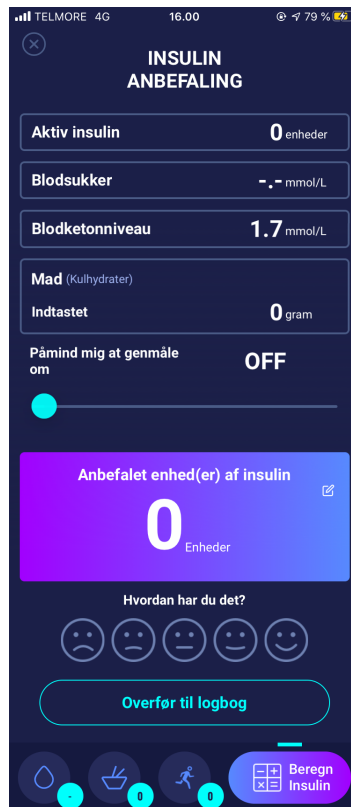 TELMORE 4G 16.00 79 %
INSULIN
ANBEFALING
Aktiv insulin 0 enheder
Blodsukker -.- mmol/L
Blodketonniveau 1.7 mmol/L
Mad (Kulhydrater)
Indtastet 0 gram
Påmind mig at genmåle
om
OFF
Anbefalet enhed(er) af insulin
0 Enheder
Hvordan har du det?
Overfør til logbog
- 0 0
Beregn
Insulin